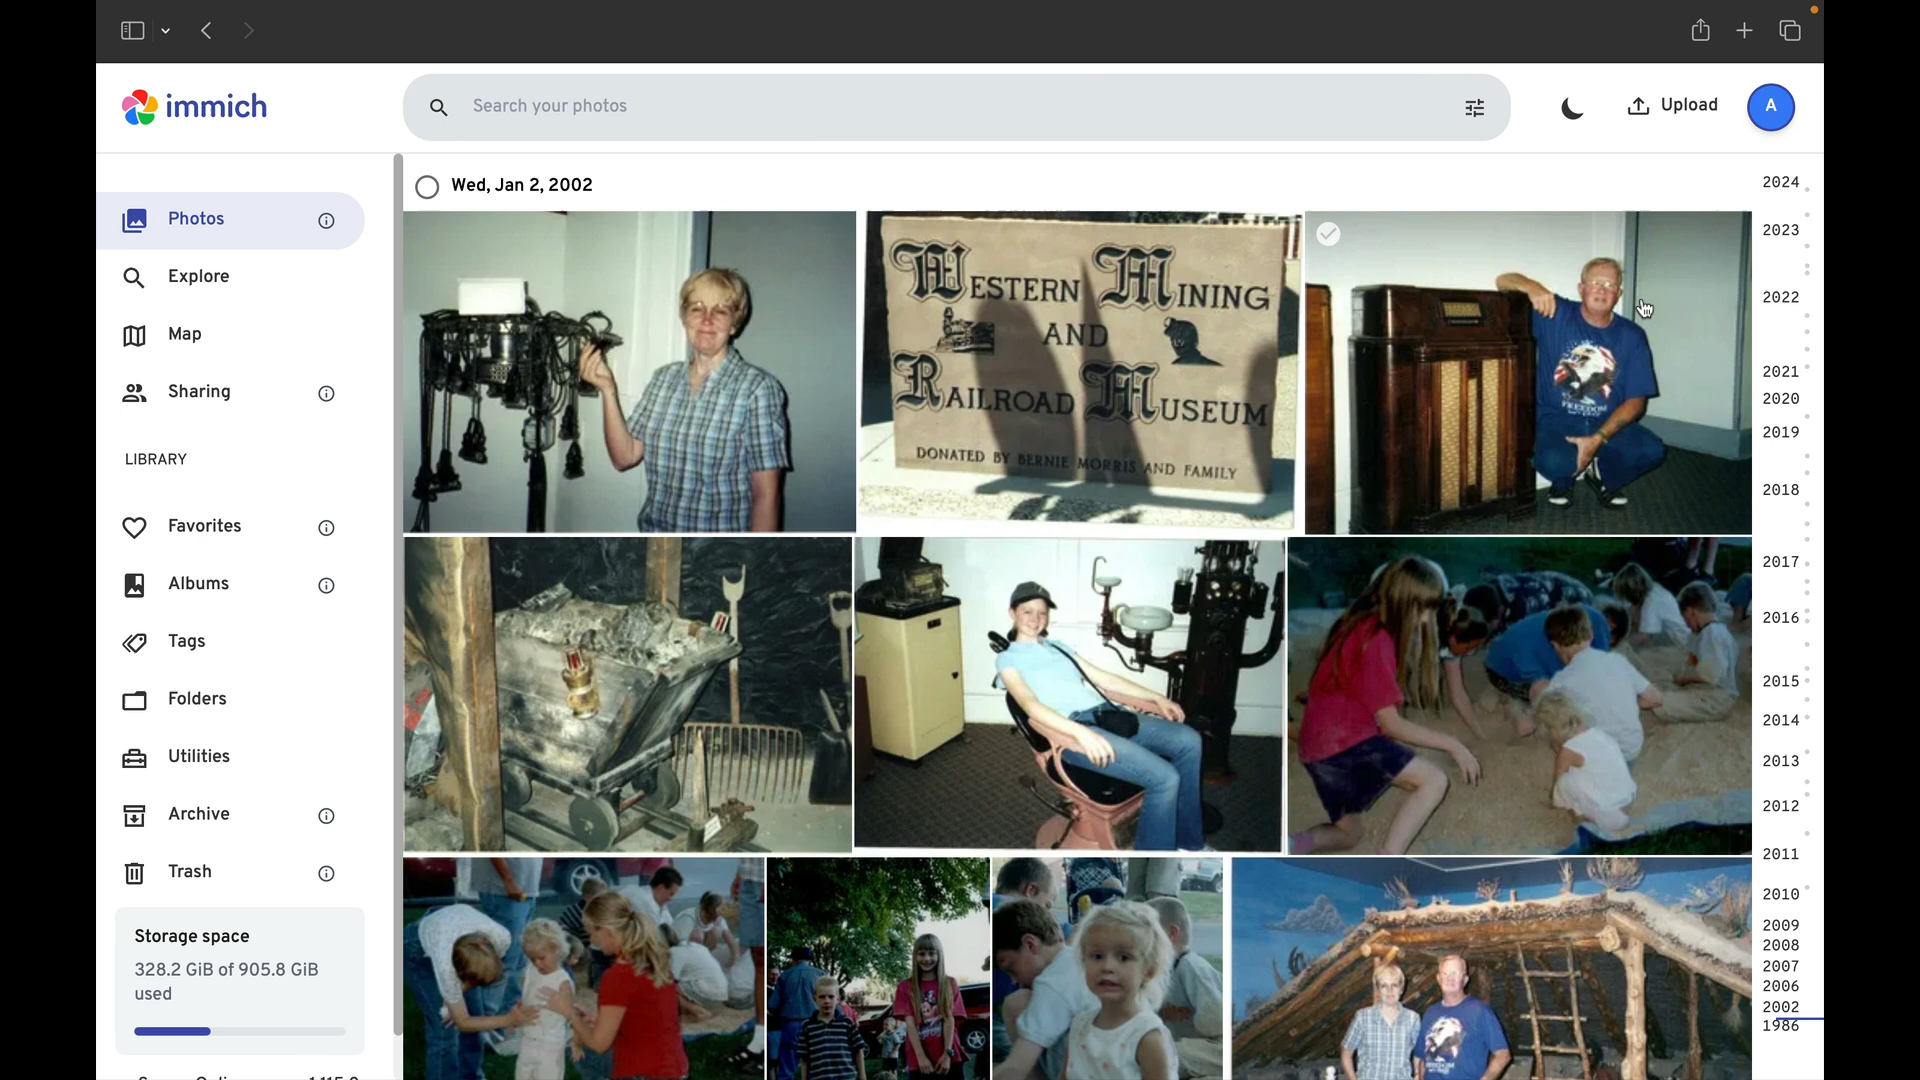 immich
Search your photos
Upload
A
Photos
Explore
Map
Sharing
LIBRARY
Favorites
Albums
Tags
Folders
Utilities
Archive
Trash
Storage space
328.2 GiB of 905.8 GiB
used
Wed, Jan 2, 2002
WESTERN MINING
AND
RAILROAD MUSEUM
DONATED BY BERNIE MORRIS AND FAMILY
FREEDOM
2024
2023
2022
2021
2020
2019
2018
2017
2016
2015
2014
2013
2012
2011
2010
2009
2008
2007
2006
2002
1986